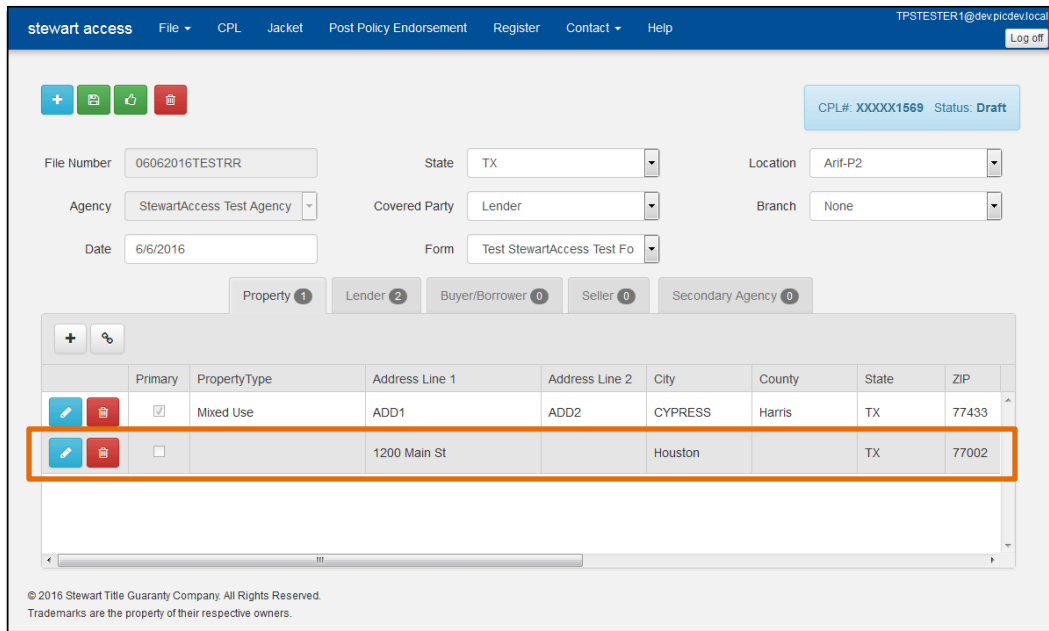 TPSTESTER1@dev.picdev.local
stewart access File CPL Jacket Post Policy Endorsement Register Contact Help
Log off
CPL#: XXXXX1569 Status: Draft
File Number 06062016TESTRR State TX Location Arif-P2
Agency StewartAccess Test Agency Covered Party Lender Branch None
Date 6/6/2016 Form Test StewartAccess Test Fo
Property 1 Lender 2 Buyer/Borrower 0 Seller 0 Secondary Agency 0
Primary PropertyType Address Line 1 Address Line 2 City County State ZIP
Mixed Use ADD1 ADD2 CYPRESS Harris TX 77433
1200 Main St Houston TX 77002
© 2016 Stewart Title Guaranty Company. All Rights Reserved.
Trademarks are the property of their respective owners.